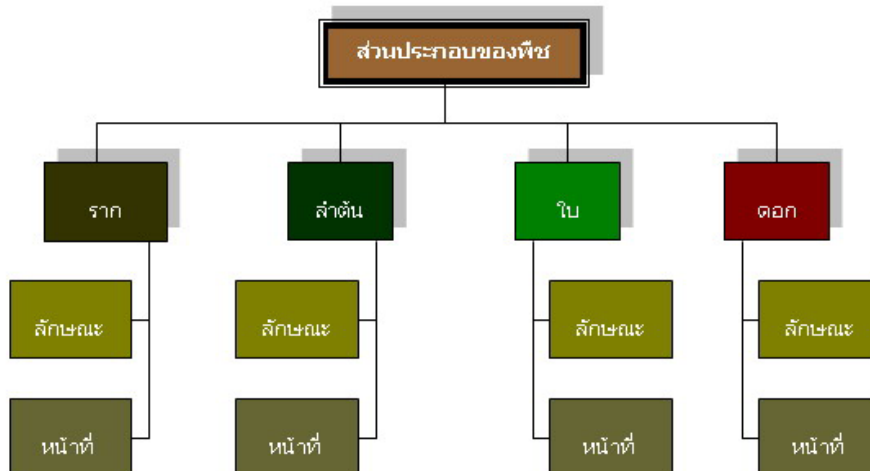 ส่วนประกอบของพืช
ราก
ลำต้น
ใบ
ดอก
ลักษณะ
ลักษณะ
ลักษณะ
ลักษณะ
หน้าที่
หน้าที่
หน้าที่
หน้าที่